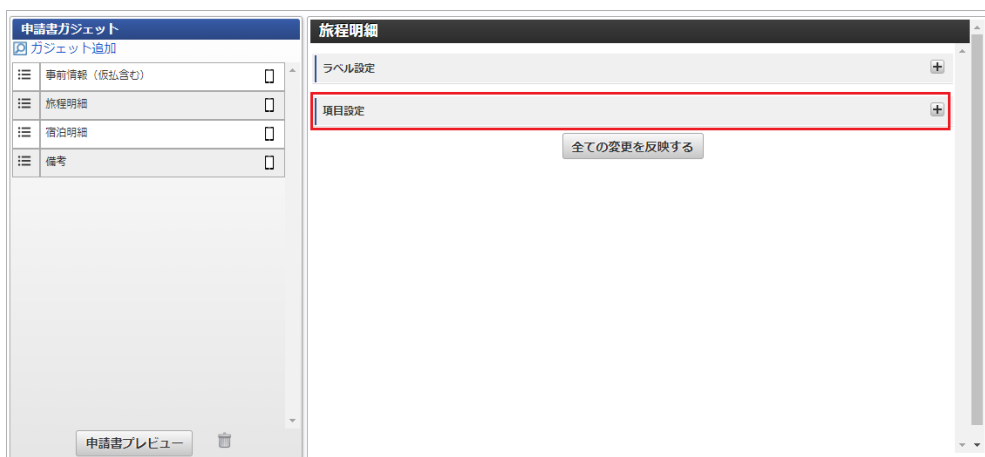 申請書ガジェット
ガジェット追加
事前情報（仮払含む）
旅程明細
宿泊明細
備考
申請書プレビュー
旅程明細
ラベル設定
項目設定
全ての変更を反映する